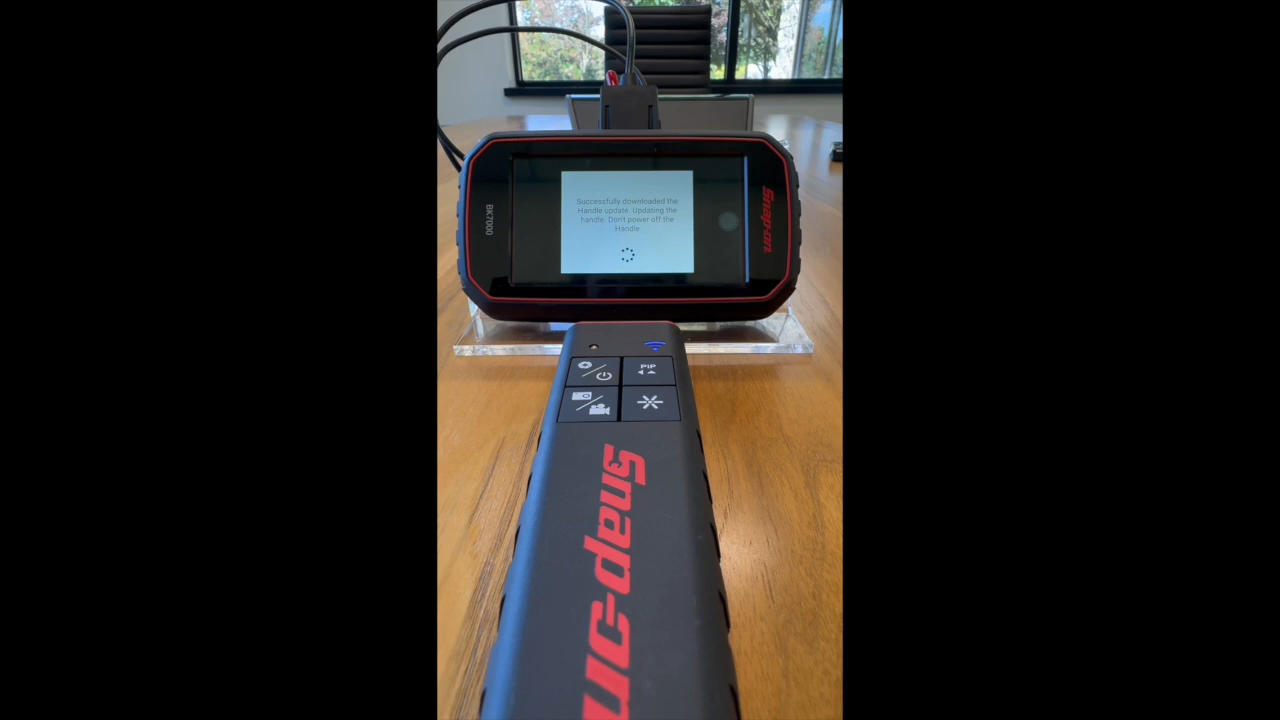 Successfully downloaded the
Handle update. Updating the
handle. Don't power off the
Handle
BK7000
Snap-on
PIP
Snap-on